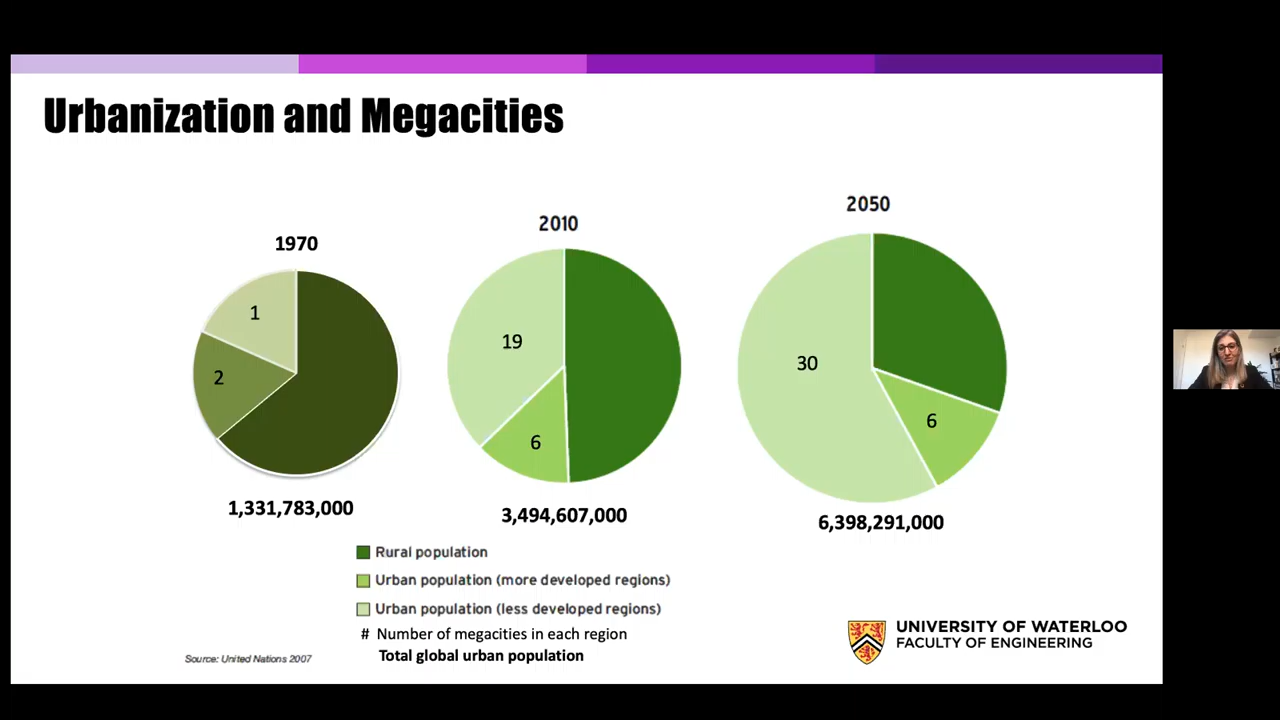 Urbanization and Megacities
1970
2010
2050
1
2
19
6
30
6
1,331,783,000
3,494,607,000
6,398,291,000
Rural population
Urban population (more developed regions)
Urban population (less developed regions)
# Number of megacities in each region
Total global urban population
Source: United Nations 2007
UNIVERSITY OF WATERLOO
FACULTY OF ENGINEERING